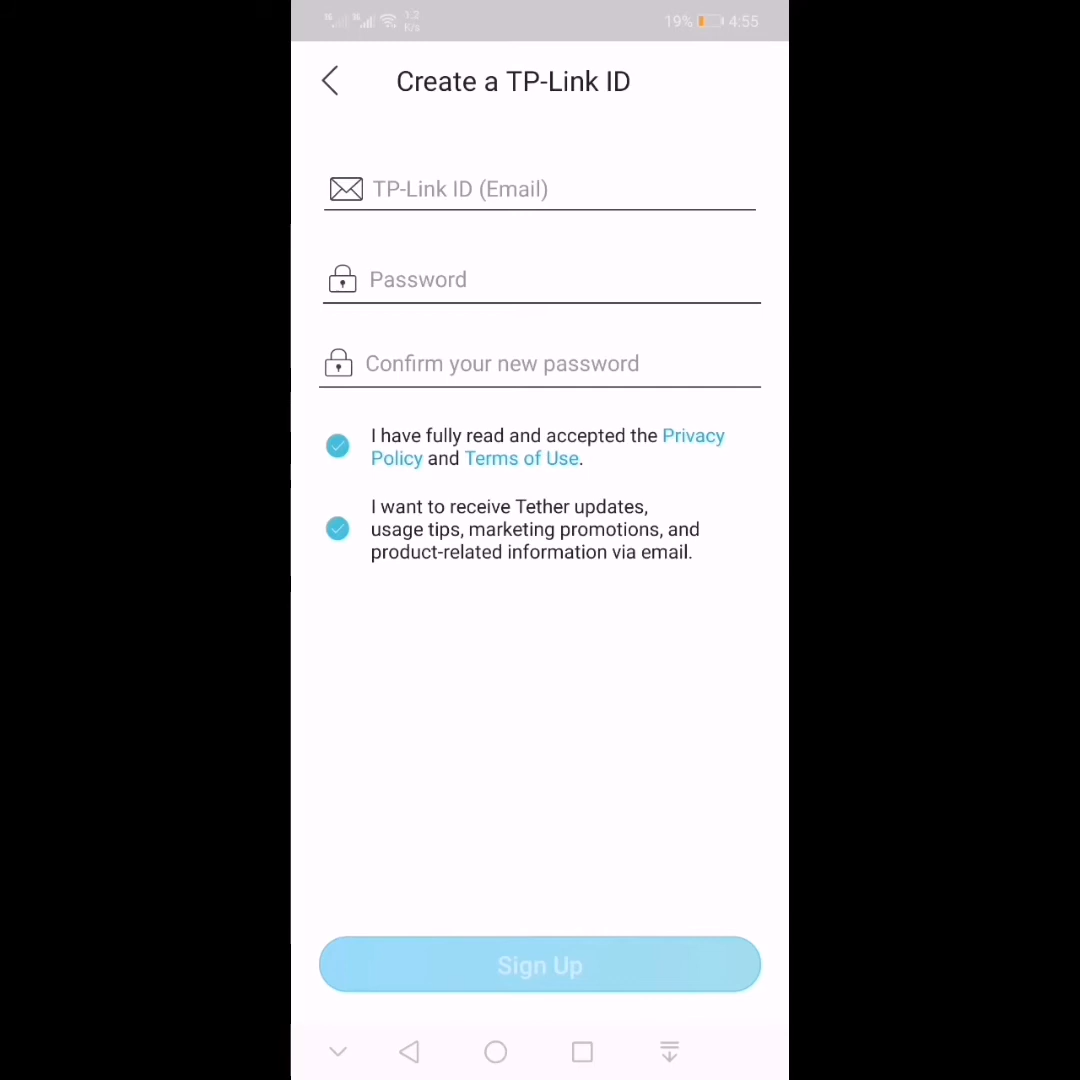 1.2
K/s
19%
4:55
Create a TP-Link ID
TP-Link ID (Email)
Password
Confirm your new password
I have fully read and accepted the Privacy
Policy and Terms of Use.
I want to receive Tether updates,
usage tips, marketing promotions, and
product-related information via email.
Sign Up